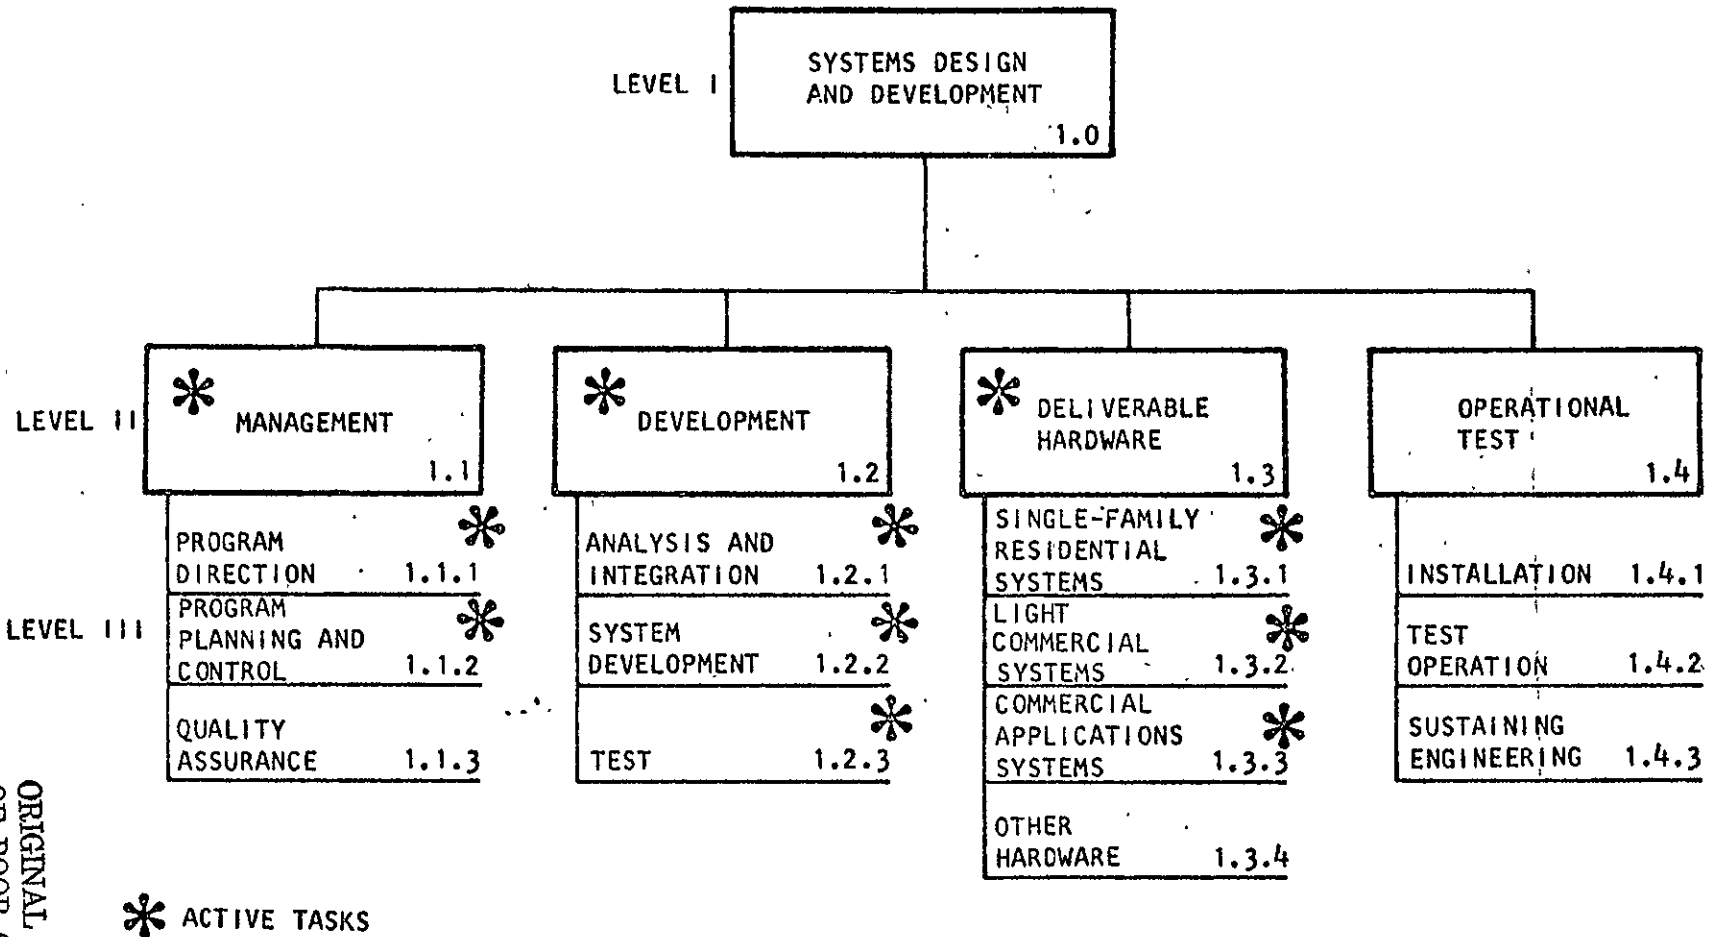 LEVEL I
SYSTEMS DESIGN
AND DEVELOPMENT
1.0
LEVEL II
MANAGEMENT
1.1
DEVELOPMENT
1.2
DELIVERABLE
HARDWARE
1.3
OPERATIONAL
TEST
1.4
LEVEL III
PROGRAM
DIRECTION 1.1.1
PROGRAM
PLANNING AND
CONTROL 1.1.2
QUALITY
ASSURANCE 1.1.3
ANALYSIS AND
INTEGRATION 1.2.1
SYSTEM
DEVELOPMENT 1.2.2
TEST 1.2.3
SINGLE-FAMILY
RESIDENTIAL
SYSTEMS 1.3.1
LIGHT
COMMERCIAL
SYSTEMS 1.3.2
COMMERCIAL
APPLICATIONS
SYSTEMS 1.3.3
OTHER
HARDWARE 1.3.4
INSTALLATION 1.4.1
TEST
OPERATION 1.4.2
SUSTAINING
ENGINEERING 1.4.3
ACTIVE TASKS
ORIGINAL